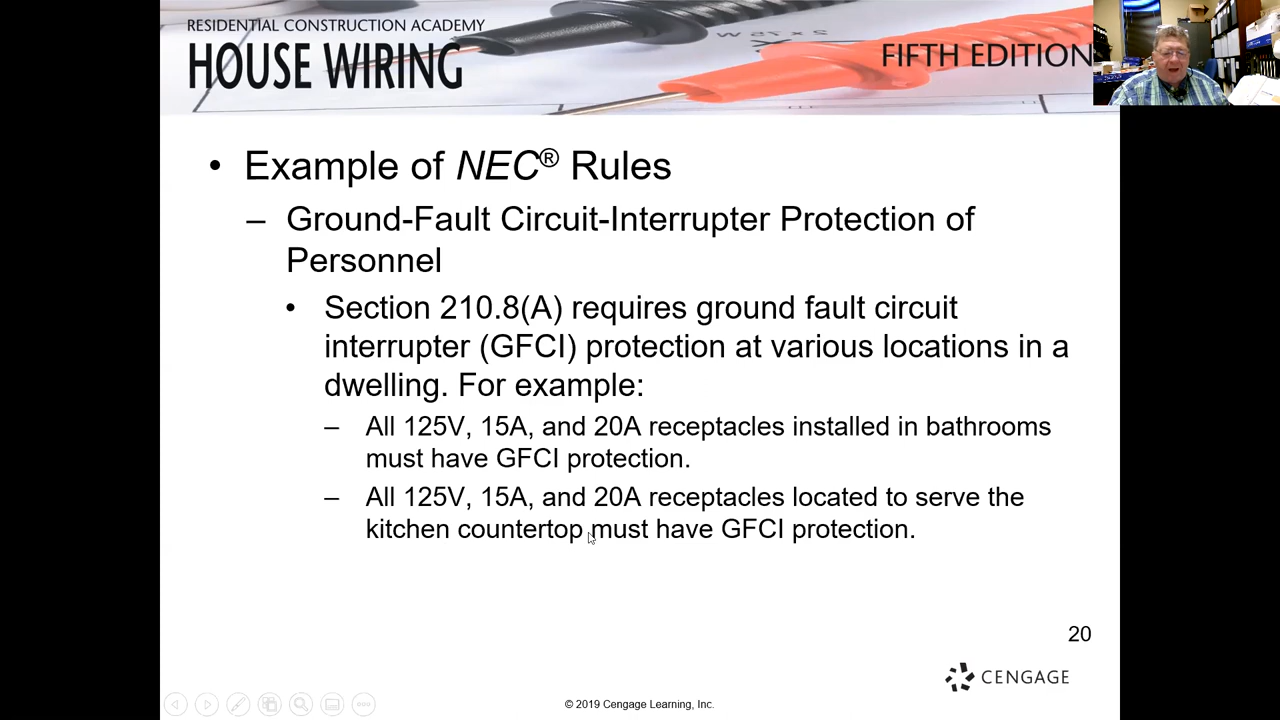 RESIDENTIAL CONSTRUCTION ACADEMY
HOUSE WIRING
FIFTH EDITION
• Example of NEC® Rules
– Ground-Fault Circuit-Interrupter Protection of
Personnel
• Section 210.8(A) requires ground fault circuit
interrupter (GFCI) protection at various locations in a
dwelling. For example:
– All 125V, 15A, and 20A receptacles installed in bathrooms
must have GFCI protection.
– All 125V, 15A, and 20A receptacles located to serve the
kitchen countertop must have GFCI protection.
20
CENGAGE
© 2019 Cengage Learning, Inc.